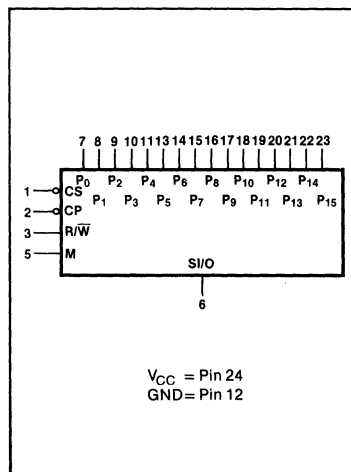 7 8 9 10 11 13 14 15 16 17 18 19 20 21 22 23
P0 P2 P4 P6 P8 P10 P12 P14
1 CS P1 P3 P5 P7 P9 P11 P13 P15
2 CP
3 R/W̅
5 M
SI/O
6
VCC = Pin 24
GND = Pin 12